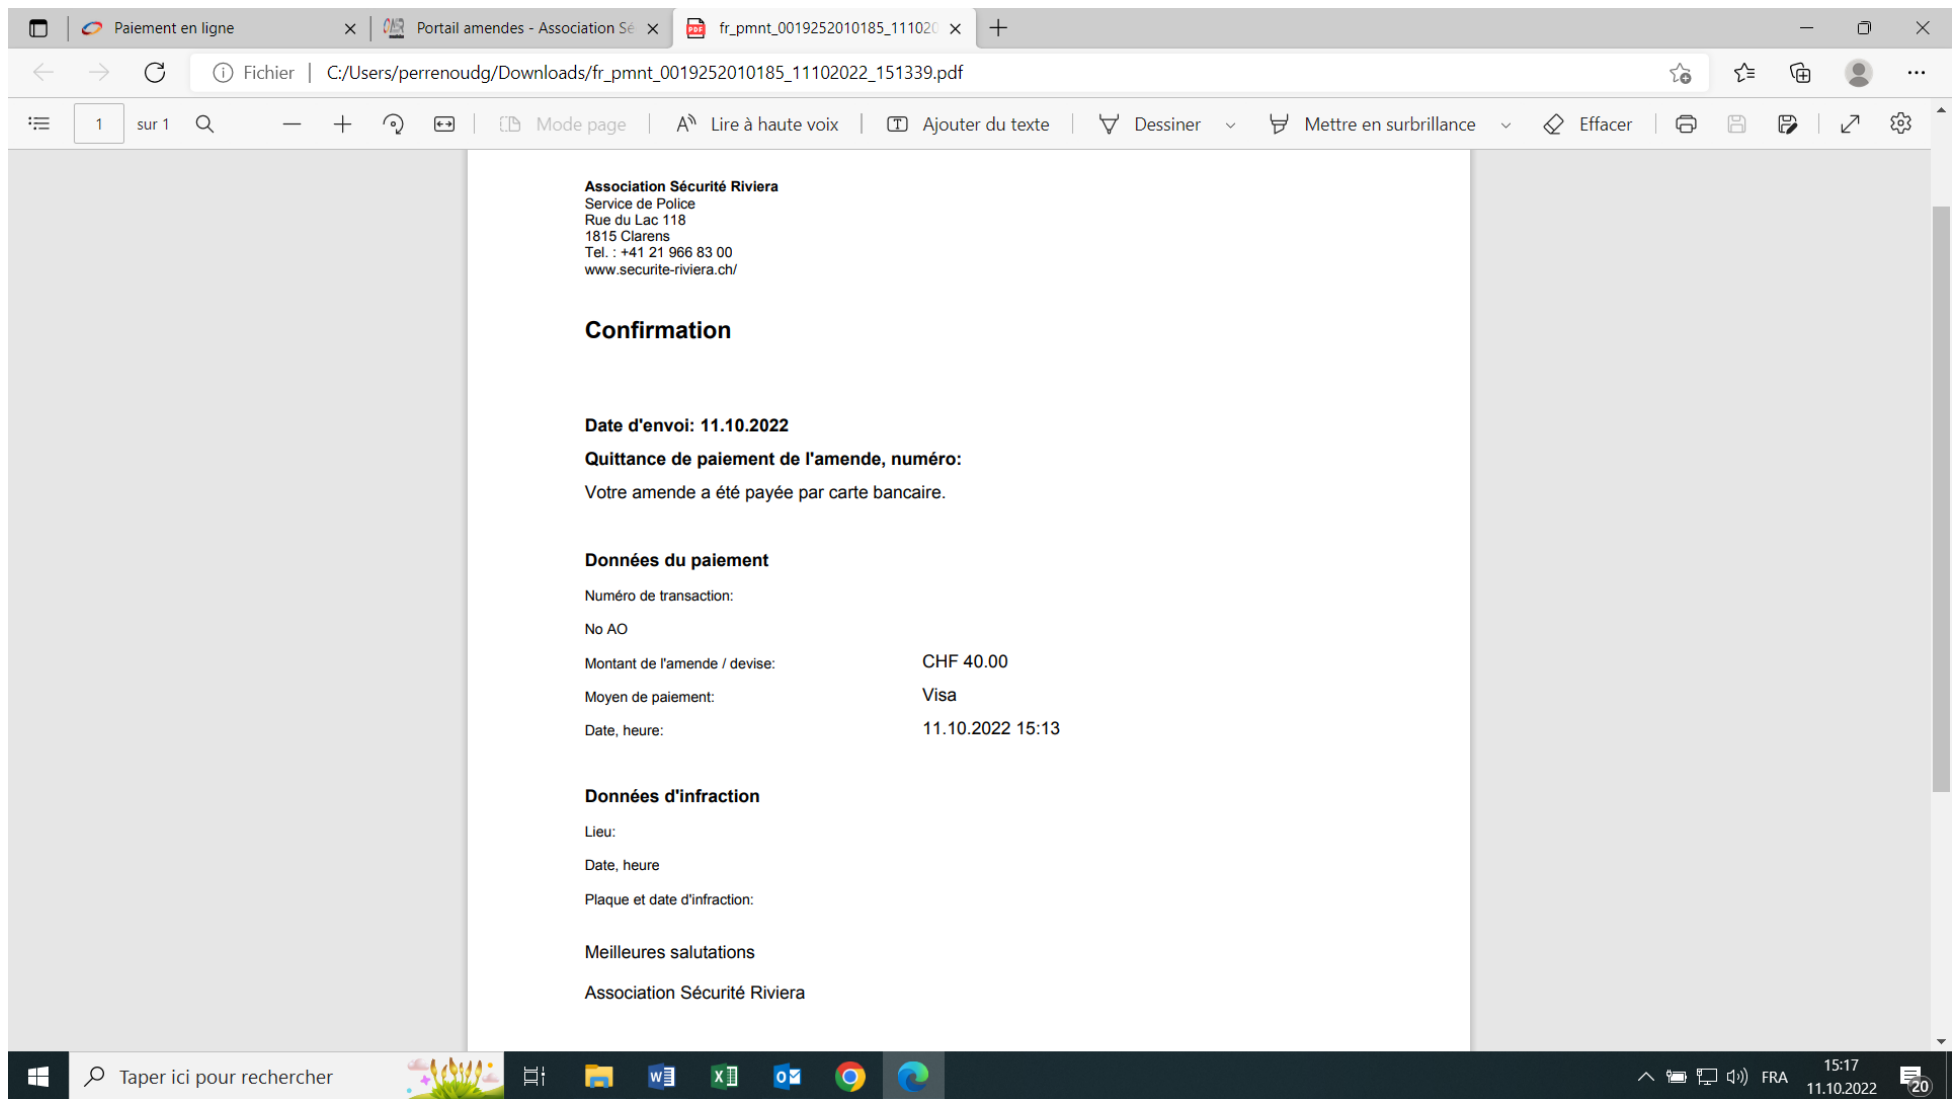 Paiement en ligne
Portail amendes - Association Sé
fr_pmnt_0019252010185_111020
Fichier
C:/Users/perrenoudg/Downloads/fr_pmnt_0019252010185_11102022_151339.pdf
1
sur 1
Mode page
Lire à haute voix
Ajouter du texte
Dessiner
Mettre en surbrillance
Effacer
Association Sécurité Riviera
Service de Police
Rue du Lac 118
1815 Clarens
Tel. : +41 21 966 83 00
www.securite-riviera.ch/
Confirmation
Date d'envoi: 11.10.2022
Quittance de paiement de l'amende, numéro:
Votre amende a été payée par carte bancaire.
Données du paiement
Numéro de transaction:
No AO
Montant de l'amende / devise: CHF 40.00
Moyen de paiement: Visa
Date, heure: 11.10.2022 15:13
Données d'infraction
Lieu:
Date, heure
Plaque et date d'infraction:
Meilleures salutations
Association Sécurité Riviera
Taper ici pour rechercher
FRA
15:17
11.10.2022
20